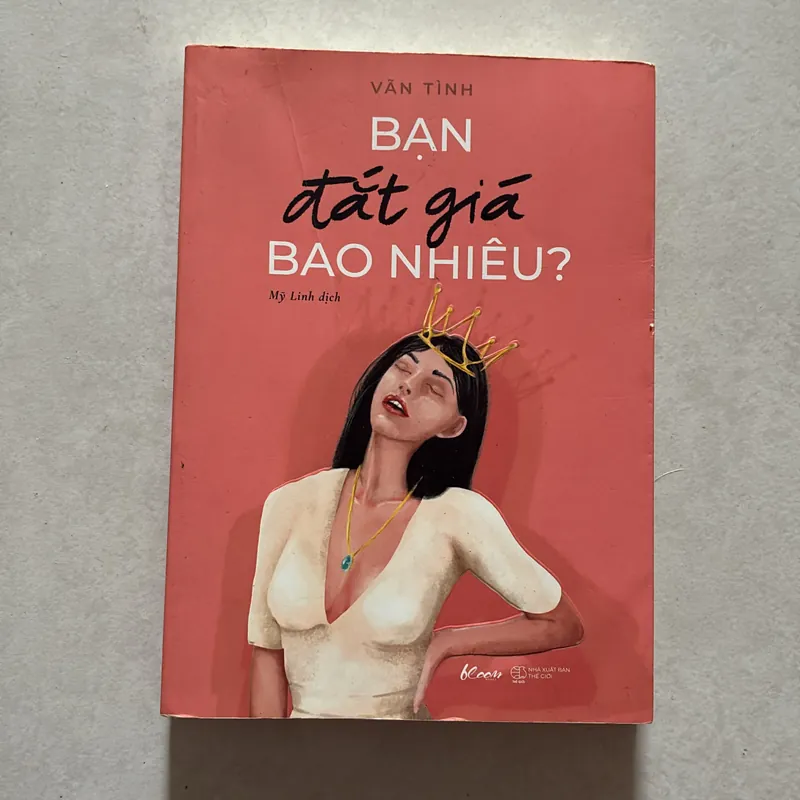 VÃN TÌNH
BẠN
đắt giá
BAO NHIÊU?
Mỹ Linh dịch
bloom
NHÀ XUẤT BẢN
THẾ GIỚI